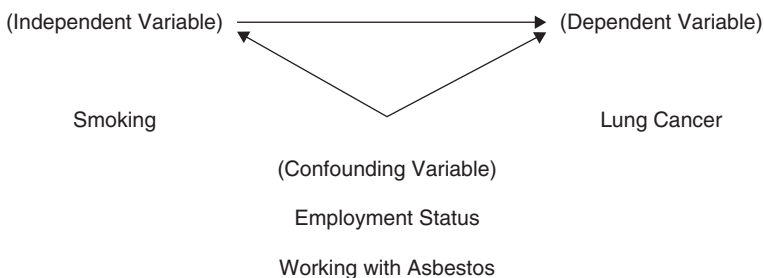 (Independent Variable) (Dependent Variable)
Smoking Lung Cancer
(Confounding Variable)
Employment Status
Working with Asbestos